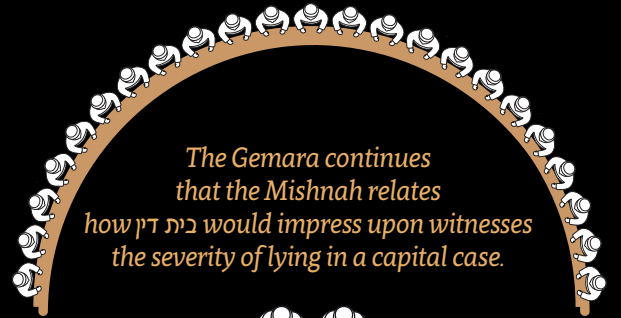 The Gemara continues
that the Mishnah relates
how בית דין would impress upon witnesses
the severity of lying in a capital case.